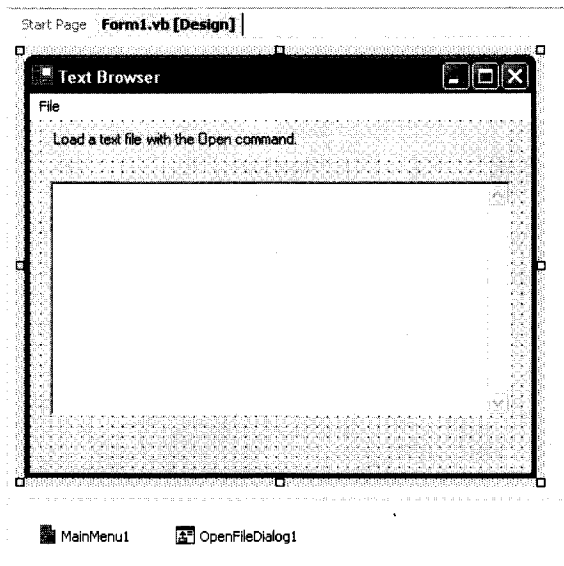 Start Page Form1.vb [Design]
Text Browser
File
Load a text file with the Open command.
MainMenu1 OpenFileDialog1